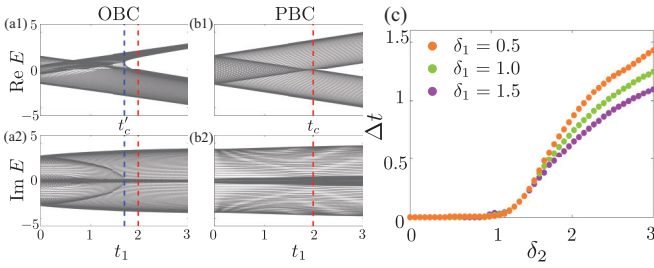 OBC
PBC
(a1)
(b1)
(c)
Re E
5
0
−5
t′c
tc
(a2)
(b2)
Im E
5
0
−5
0 1 2 3
0 1 2 3
t1
t1
δ1 = 0.5
δ1 = 1.0
δ1 = 1.5
Δt
1.5
1
0.5
0
0 1 2 3
δ2